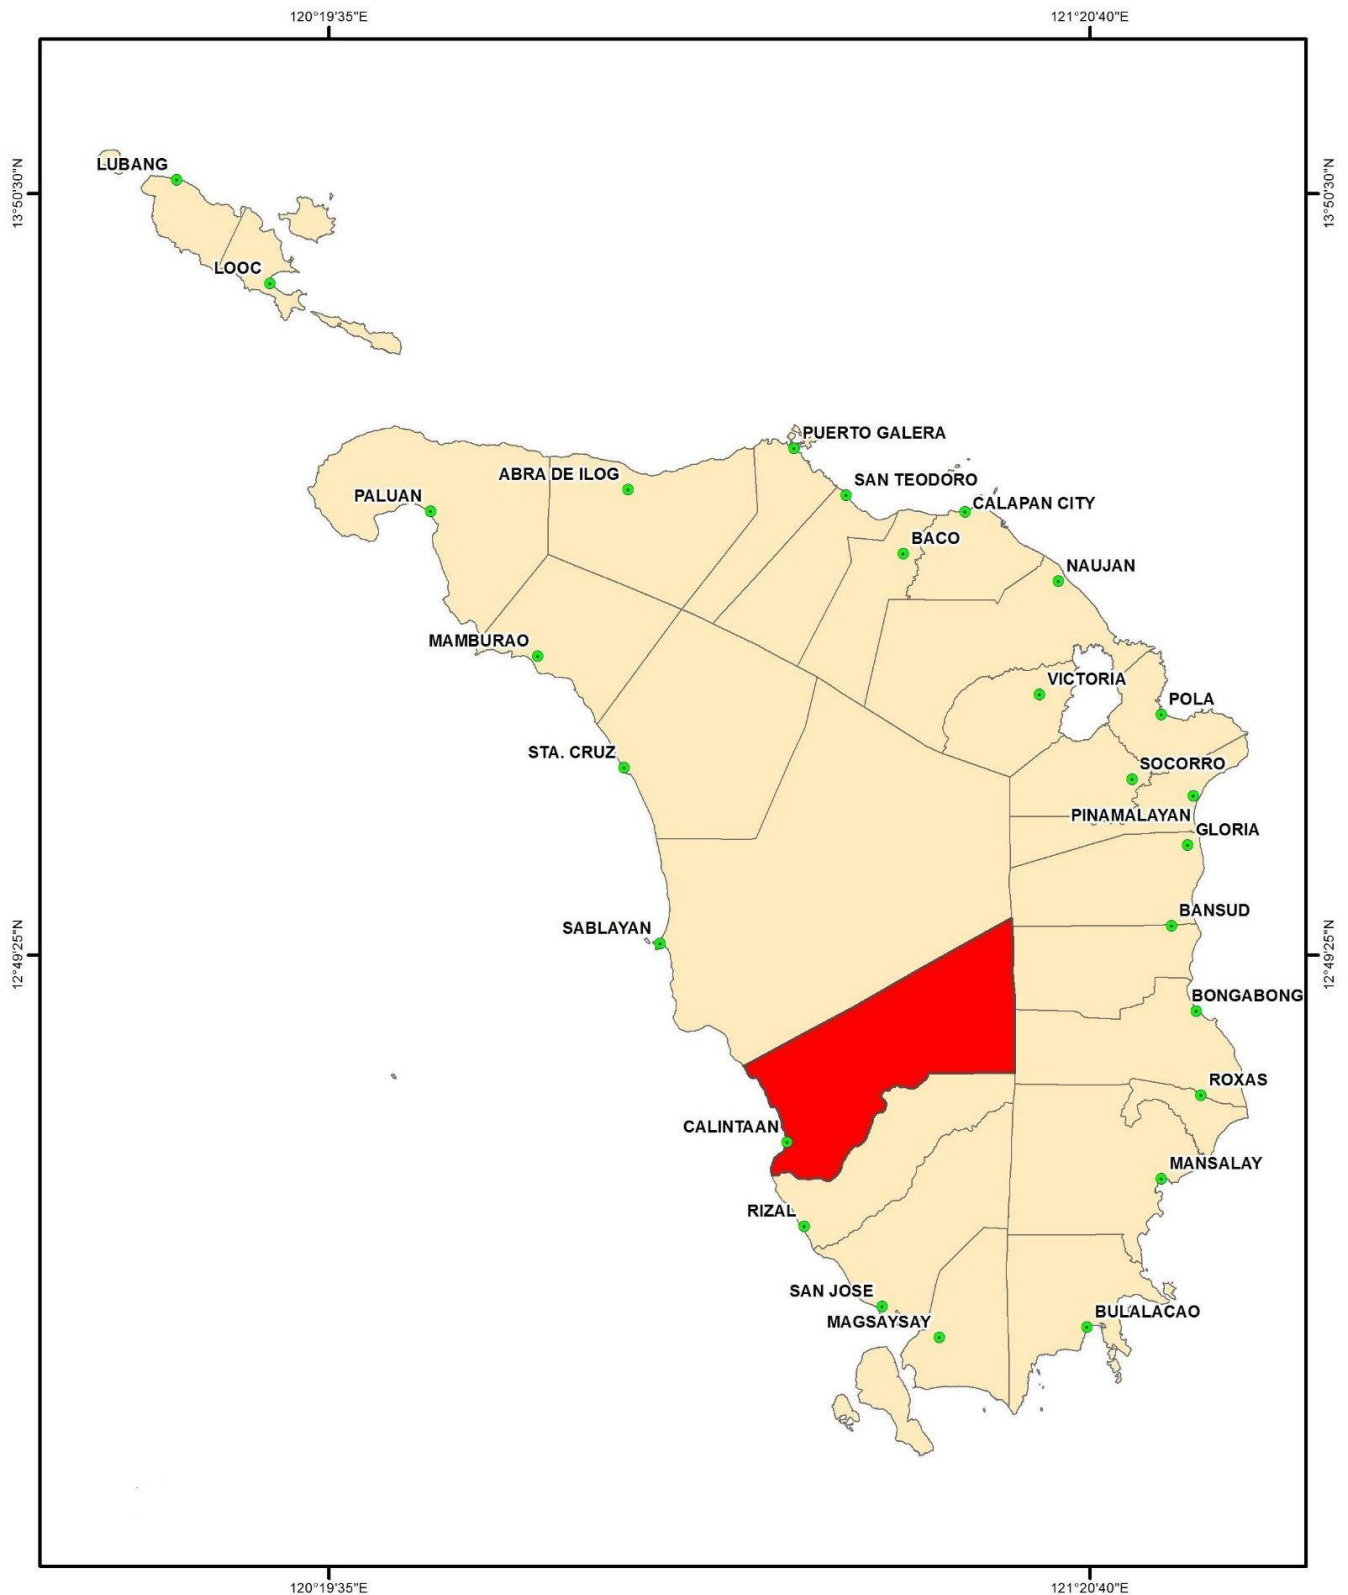 120°19'35"E
121°20'40"E
13°50'30"N
13°50'30"N
LUBANG
LOOC
PUERTO GALERA
ABRA DE ILOG
SAN TEODORO
PALUAN
CALAPAN CITY
BACO
NAUJAN
MAMBURAO
VICTORIA
POLA
STA. CRUZ
SOCORRO
PINAMALAYAN
GLORIA
BANSUD
SABLAYAN
12°49'25"N
12°49'25"N
BONGABONG
ROXAS
CALINTAAN
MANSALAY
RIZAL
SAN JOSE
BULALACAO
MAGSAYSAY
120°19'35"E
121°20'40"E